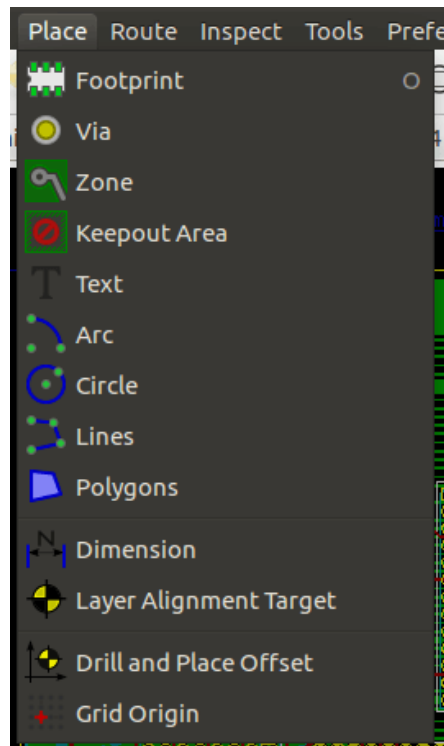 Place Route Inspect Tools Prefe
Footprint O
Via
Zone
Keepout Area
Text
Arc
Circle
Lines
Polygons
Dimension
Layer Alignment Target
Drill and Place Offset
Grid Origin